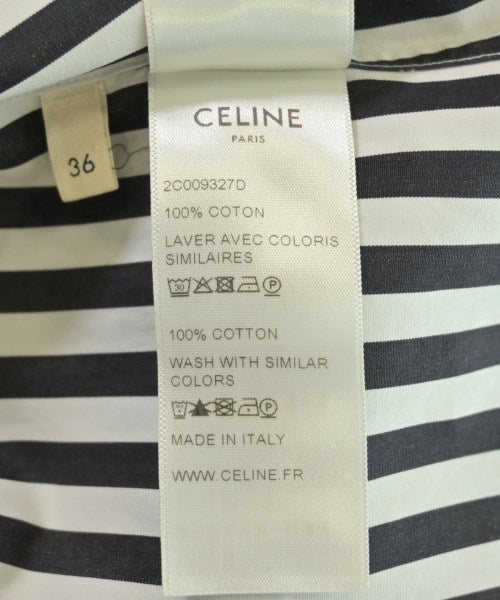 CELINE
PARIS
36
2C009327D
100% COTON
LAVER AVEC COLORIS
SIMILAIRES
30
P
100% COTTON
WASH WITH SIMILAR
COLORS
P
MADE IN ITALY
WWW.CELINE.FR